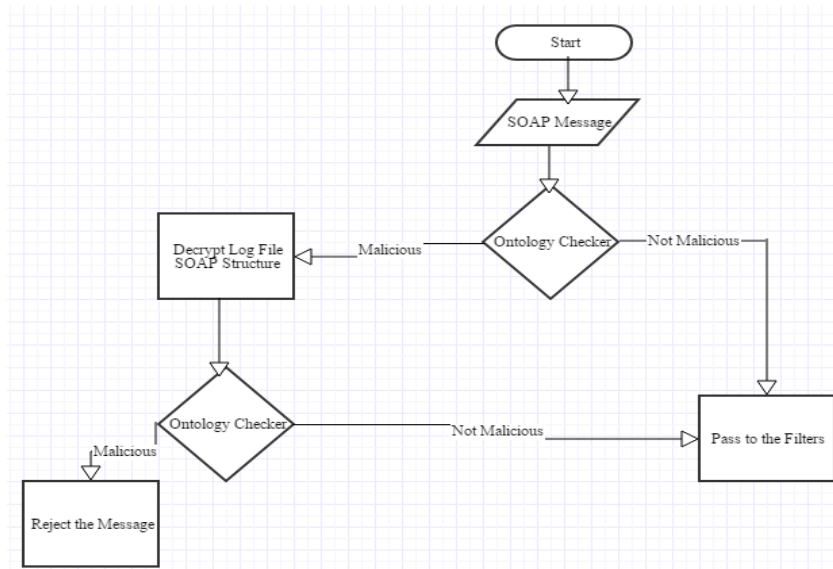 Start
SOAP Message
Ontology Checker
Malicious
Not Malicious
Decrypt Log File
SOAP Structure
Ontology Checker
Not Malicious
Malicious
Pass to the Filters
Reject the Message